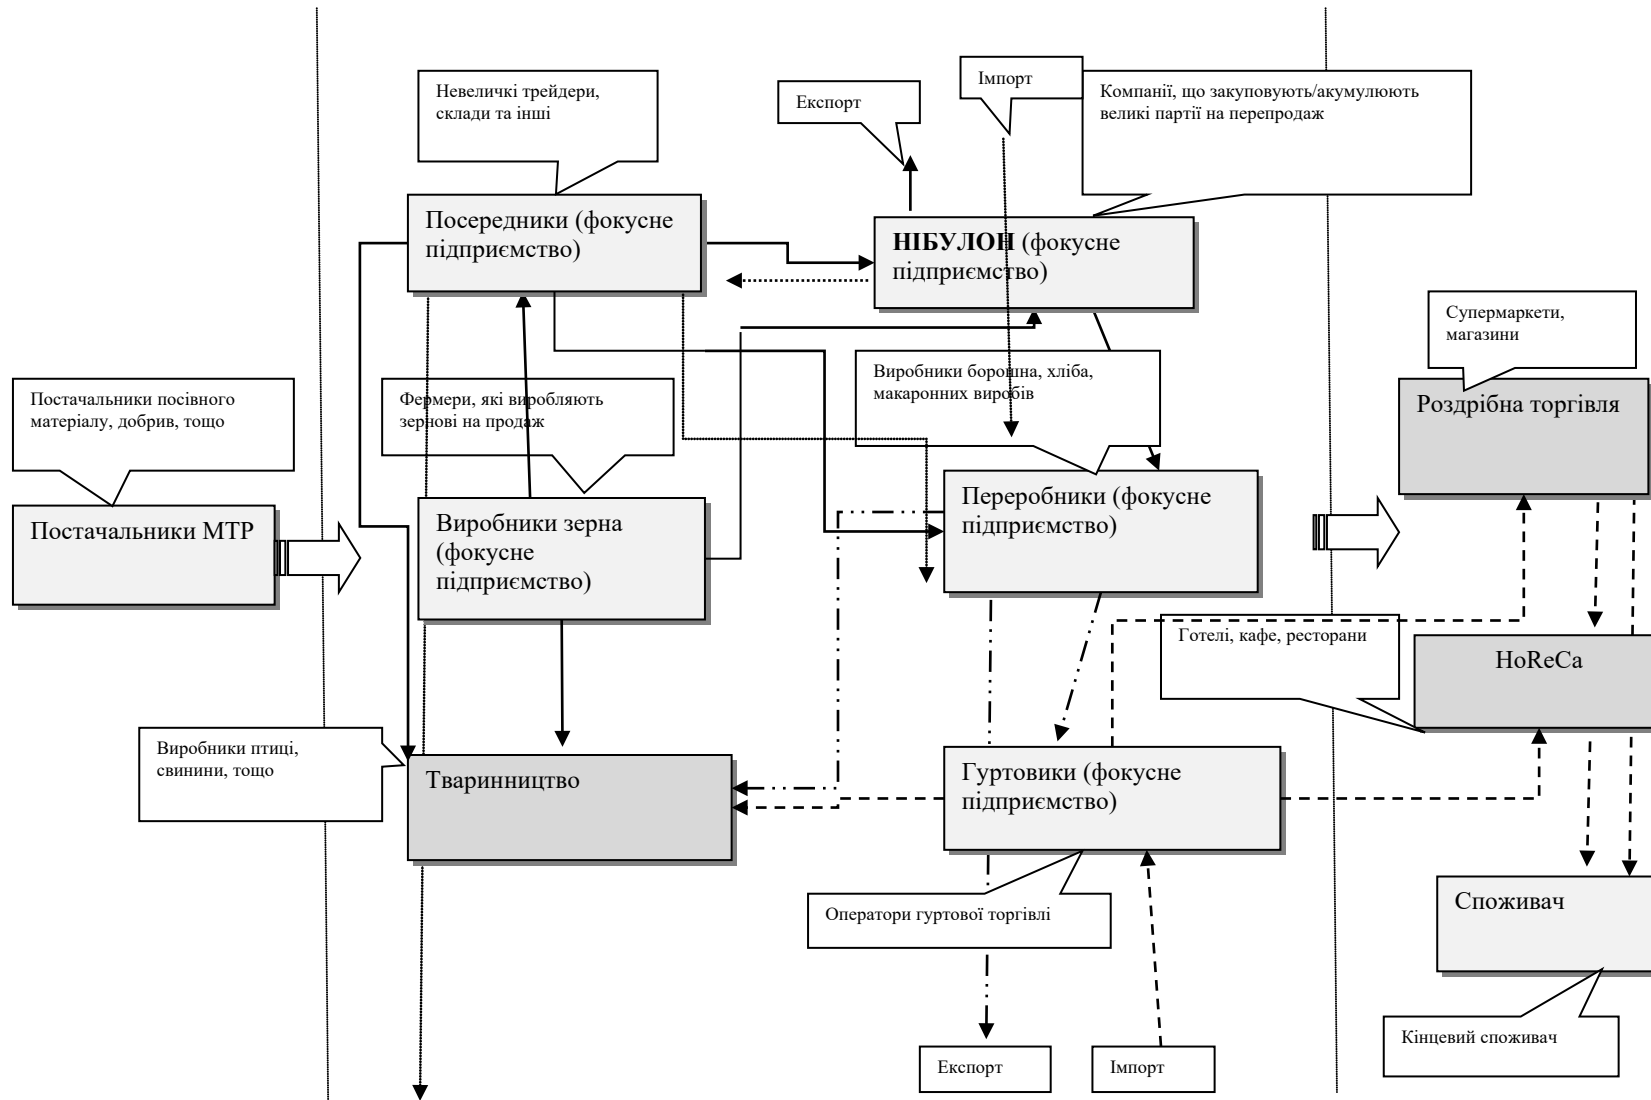 Невеличкі трейдери,
склади та інші
Експорт
Імпорт
Компанії, що закуповують/акумулюють
великі партії на перепродаж
Посередники (фокусне
підприємство)
НІБУЛОН (фокусне
підприємство)
Супермаркети,
магазини
Постачальники посівного
матеріалу, добрив, тощо
Фермери, які виробляють
зернові на продаж
Виробники борошна, хліба,
макаронних виробів
Роздрібна торгівля
Постачальники МТР
Виробники зерна
(фокусне
підприємство)
Переробники (фокусне
підприємство)
Готелі, кафе, ресторани
HoReCa
Виробники птиці,
свинини, тощо
Тваринництво
Гуртовики (фокусне
підприємство)
Оператори гуртової торгівлі
Споживач
Кінцевий споживач
Експорт
Імпорт